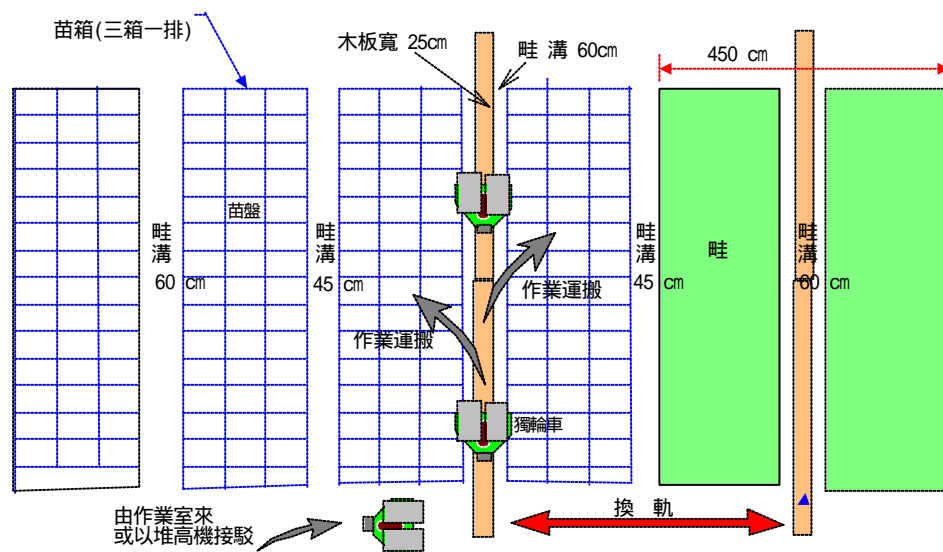 苗箱(三箱一排)
木板寬 25cm
畦 溝 60㎝
450 ㎝
苗盤
畦
溝
60 ㎝
畦
溝
45 ㎝
作業運搬
作業運搬
畦
溝
45 ㎝
畦
畦
溝
60 ㎝
獨輪車
由作業室來
或以堆高機接駁
換 軌